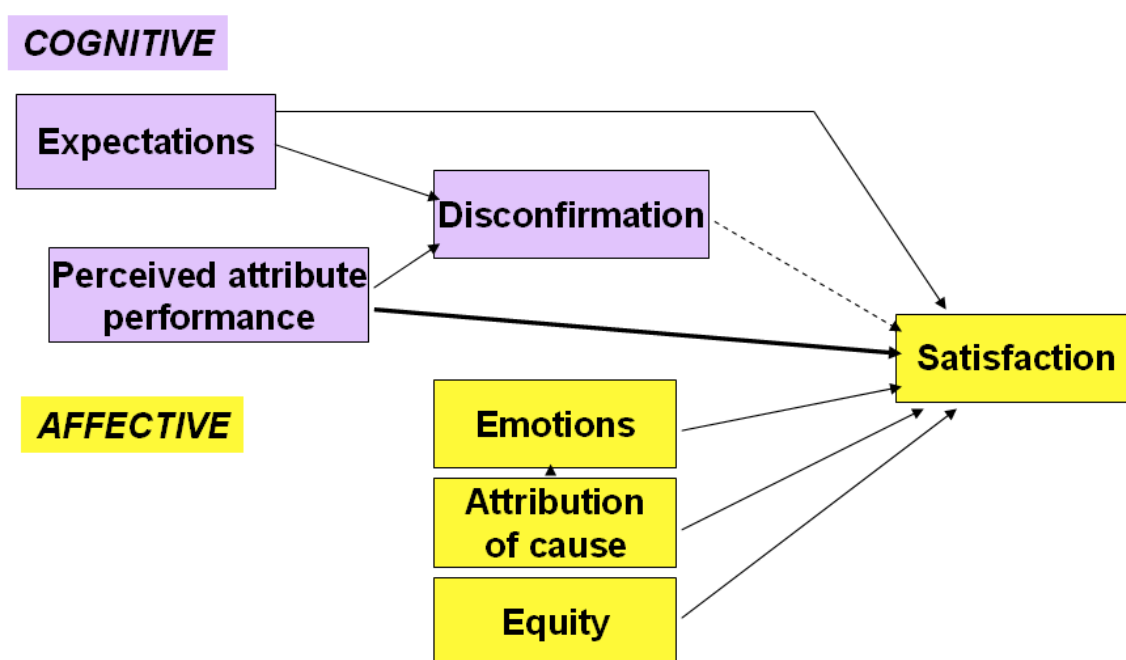 COGNITIVE
Expectations
Disconfirmation
Perceived attribute
performance
Satisfaction
AFFECTIVE
Emotions
Attribution
of cause
Equity